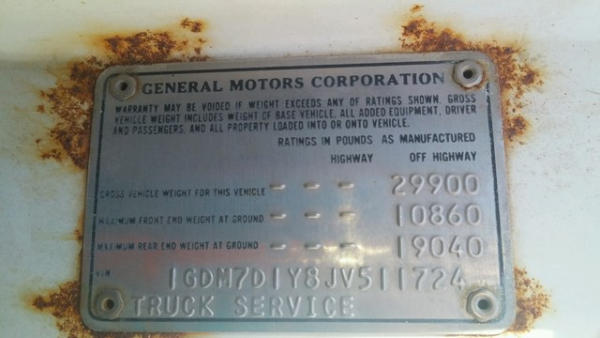 GENERAL MOTORS CORPORATION
WARRANTY MAY BE VOIDED IF WEIGHT EXCEEDS ANY OF RATINGS SHOWN. GROSS
VEHICLE WEIGHT INCLUDES WEIGHT OF BASE VEHICLE, ALL ADDED EQUIPMENT, DRIVER
AND PASSENGERS, AND ALL PROPERTY LOADED INTO OR ONTO VEHICLE.
RATINGS IN POUNDS AS MANUFACTURED
HIGHWAY OFF HIGHWAY
GROSS VEHICLE WEIGHT FOR THIS VEHICLE - - - 29900
MAXIMUM FRONT END WEIGHT AT GROUND - - - 10860
MAXIMUM REAR END WEIGHT AT GROUND - - - 19040
VIN 1GDM7D1Y8JV511724
TRUCK SERVICE